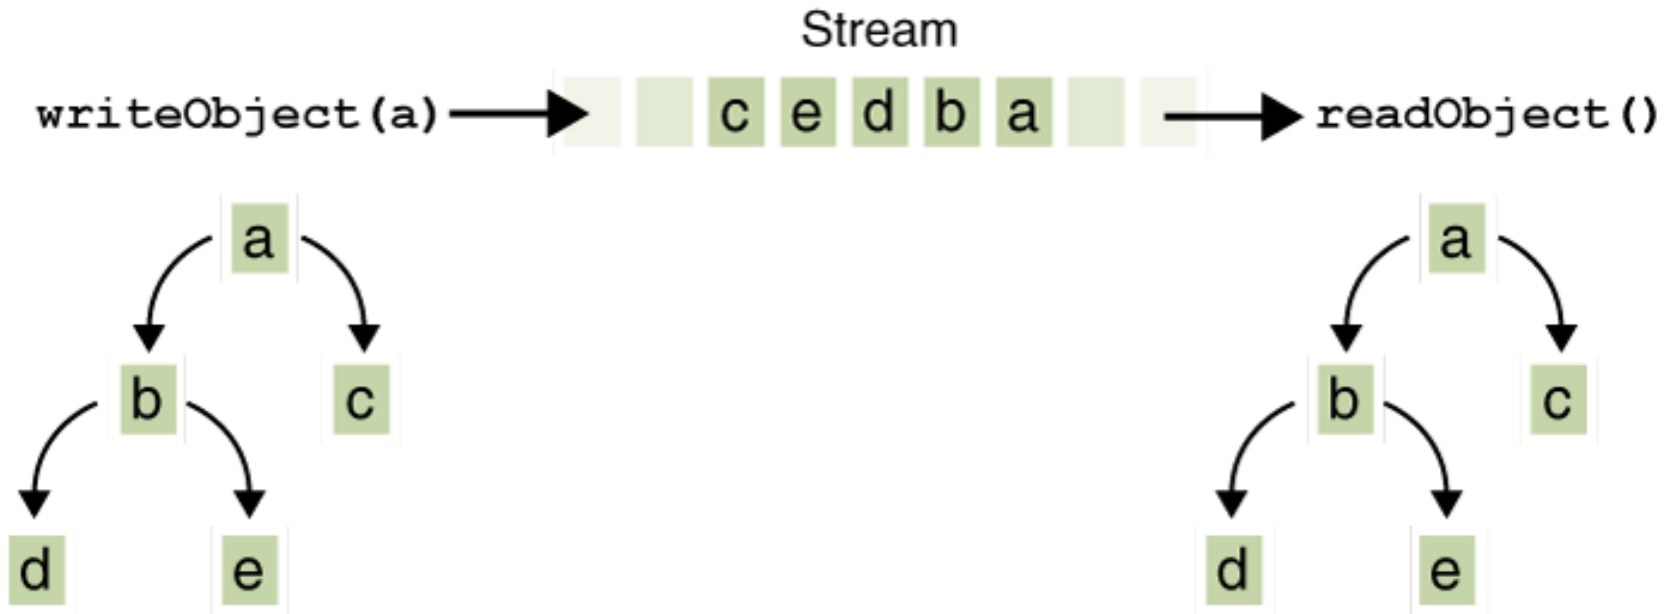 Stream
writeObject(a) c e d b a readObject()
a a
b c b c
d e d e